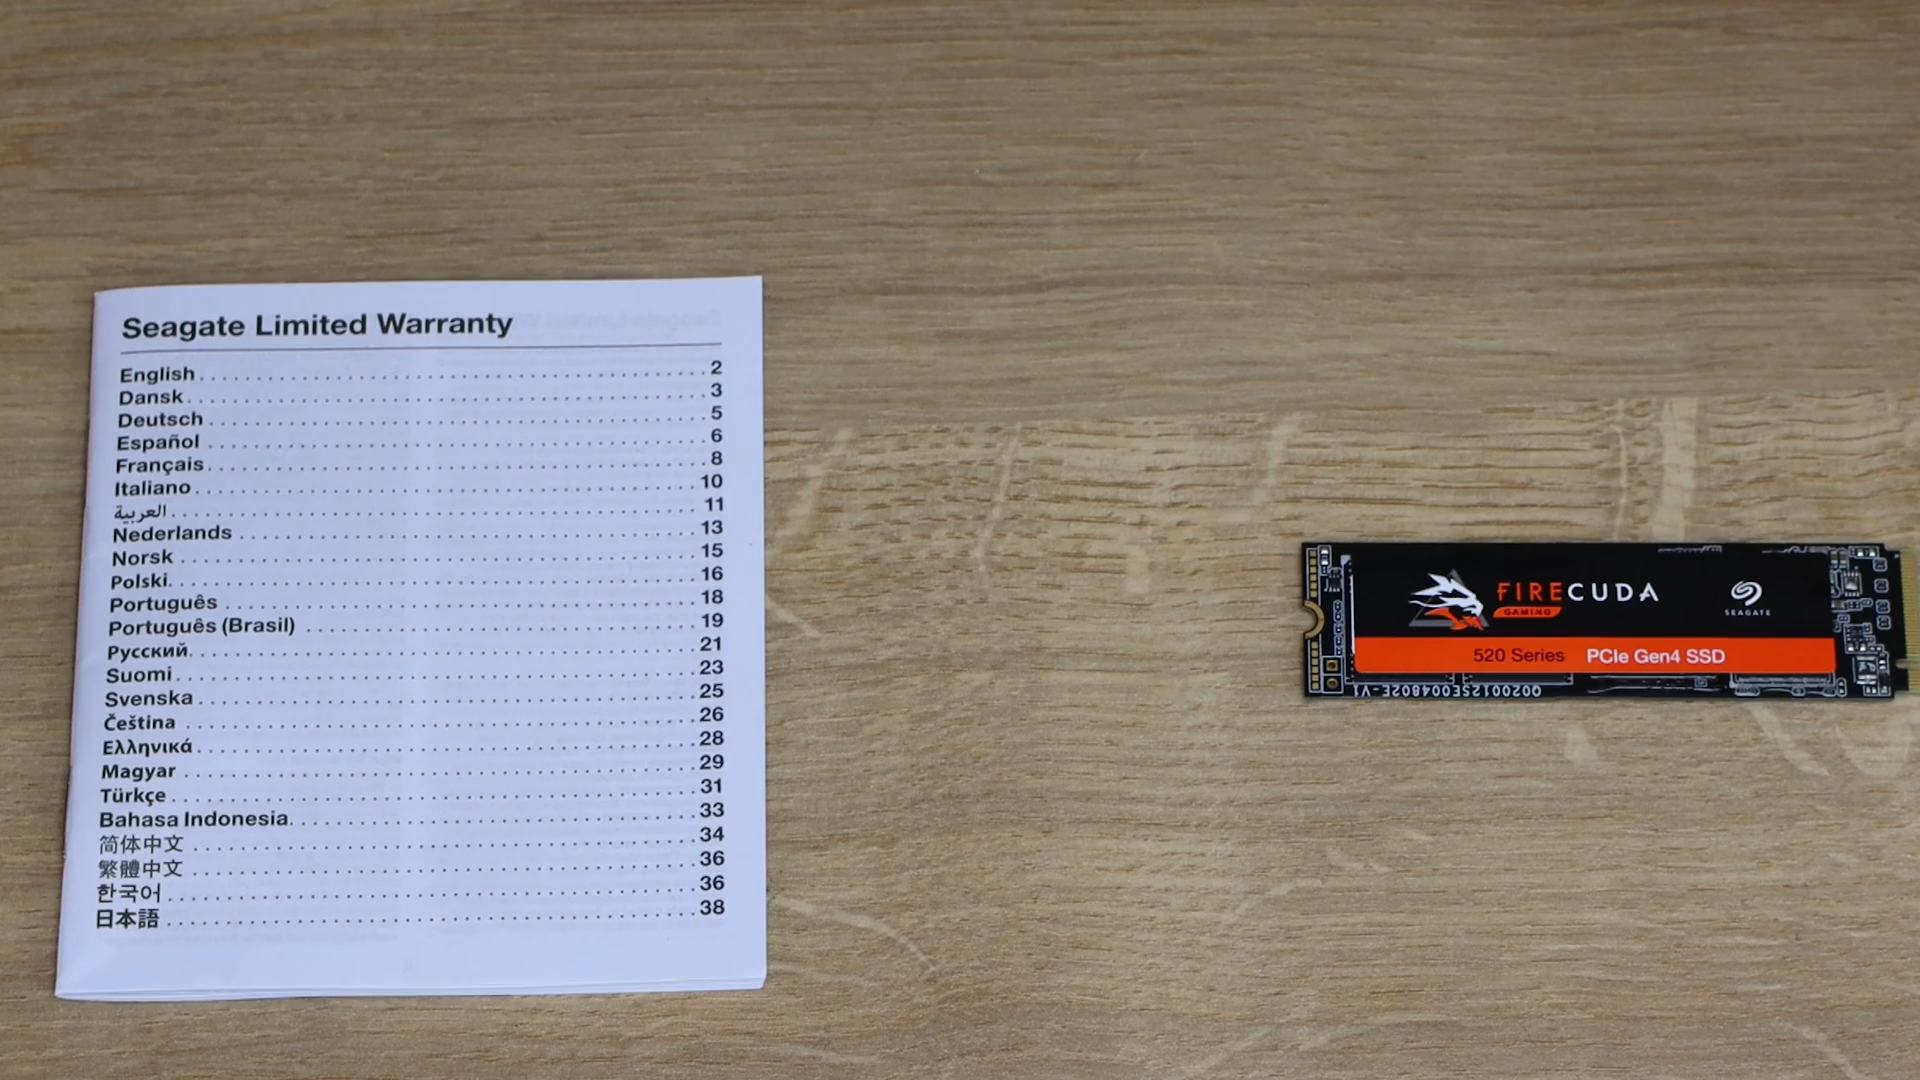 Seagate Limited Warranty
English 2
Dansk 3
Deutsch 5
Español 6
Français 8
Italiano 10
العربية 11
Nederlands 13
Norsk 15
Polski 16
Português 18
Português (Brasil) 19
Русский 21
Suomi 23
Svenska 25
Čeština 26
Ελληνικά 28
Magyar 29
Türkçe 31
Bahasa Indonesia 33
简体中文 34
繁體中文 36
한국어 36
日本語 38
FIRECUDA
GAMING
SEAGATE
520 Series PCIe Gen4 SSD